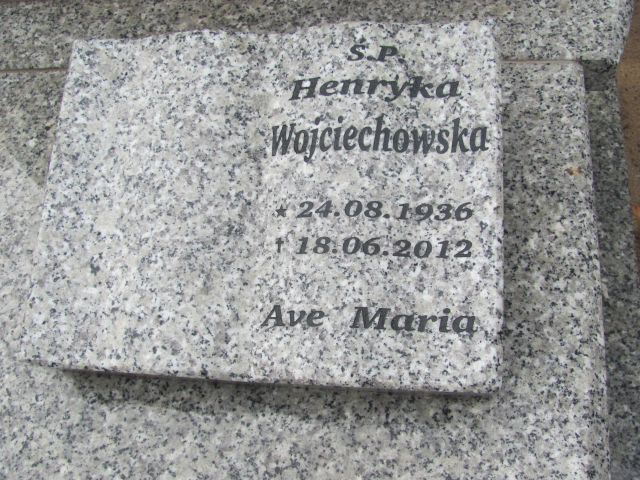 Ś.P.
Henryka
Wojciechowska
★ 24.08.1936
† 18.06.2012
Ave Maria